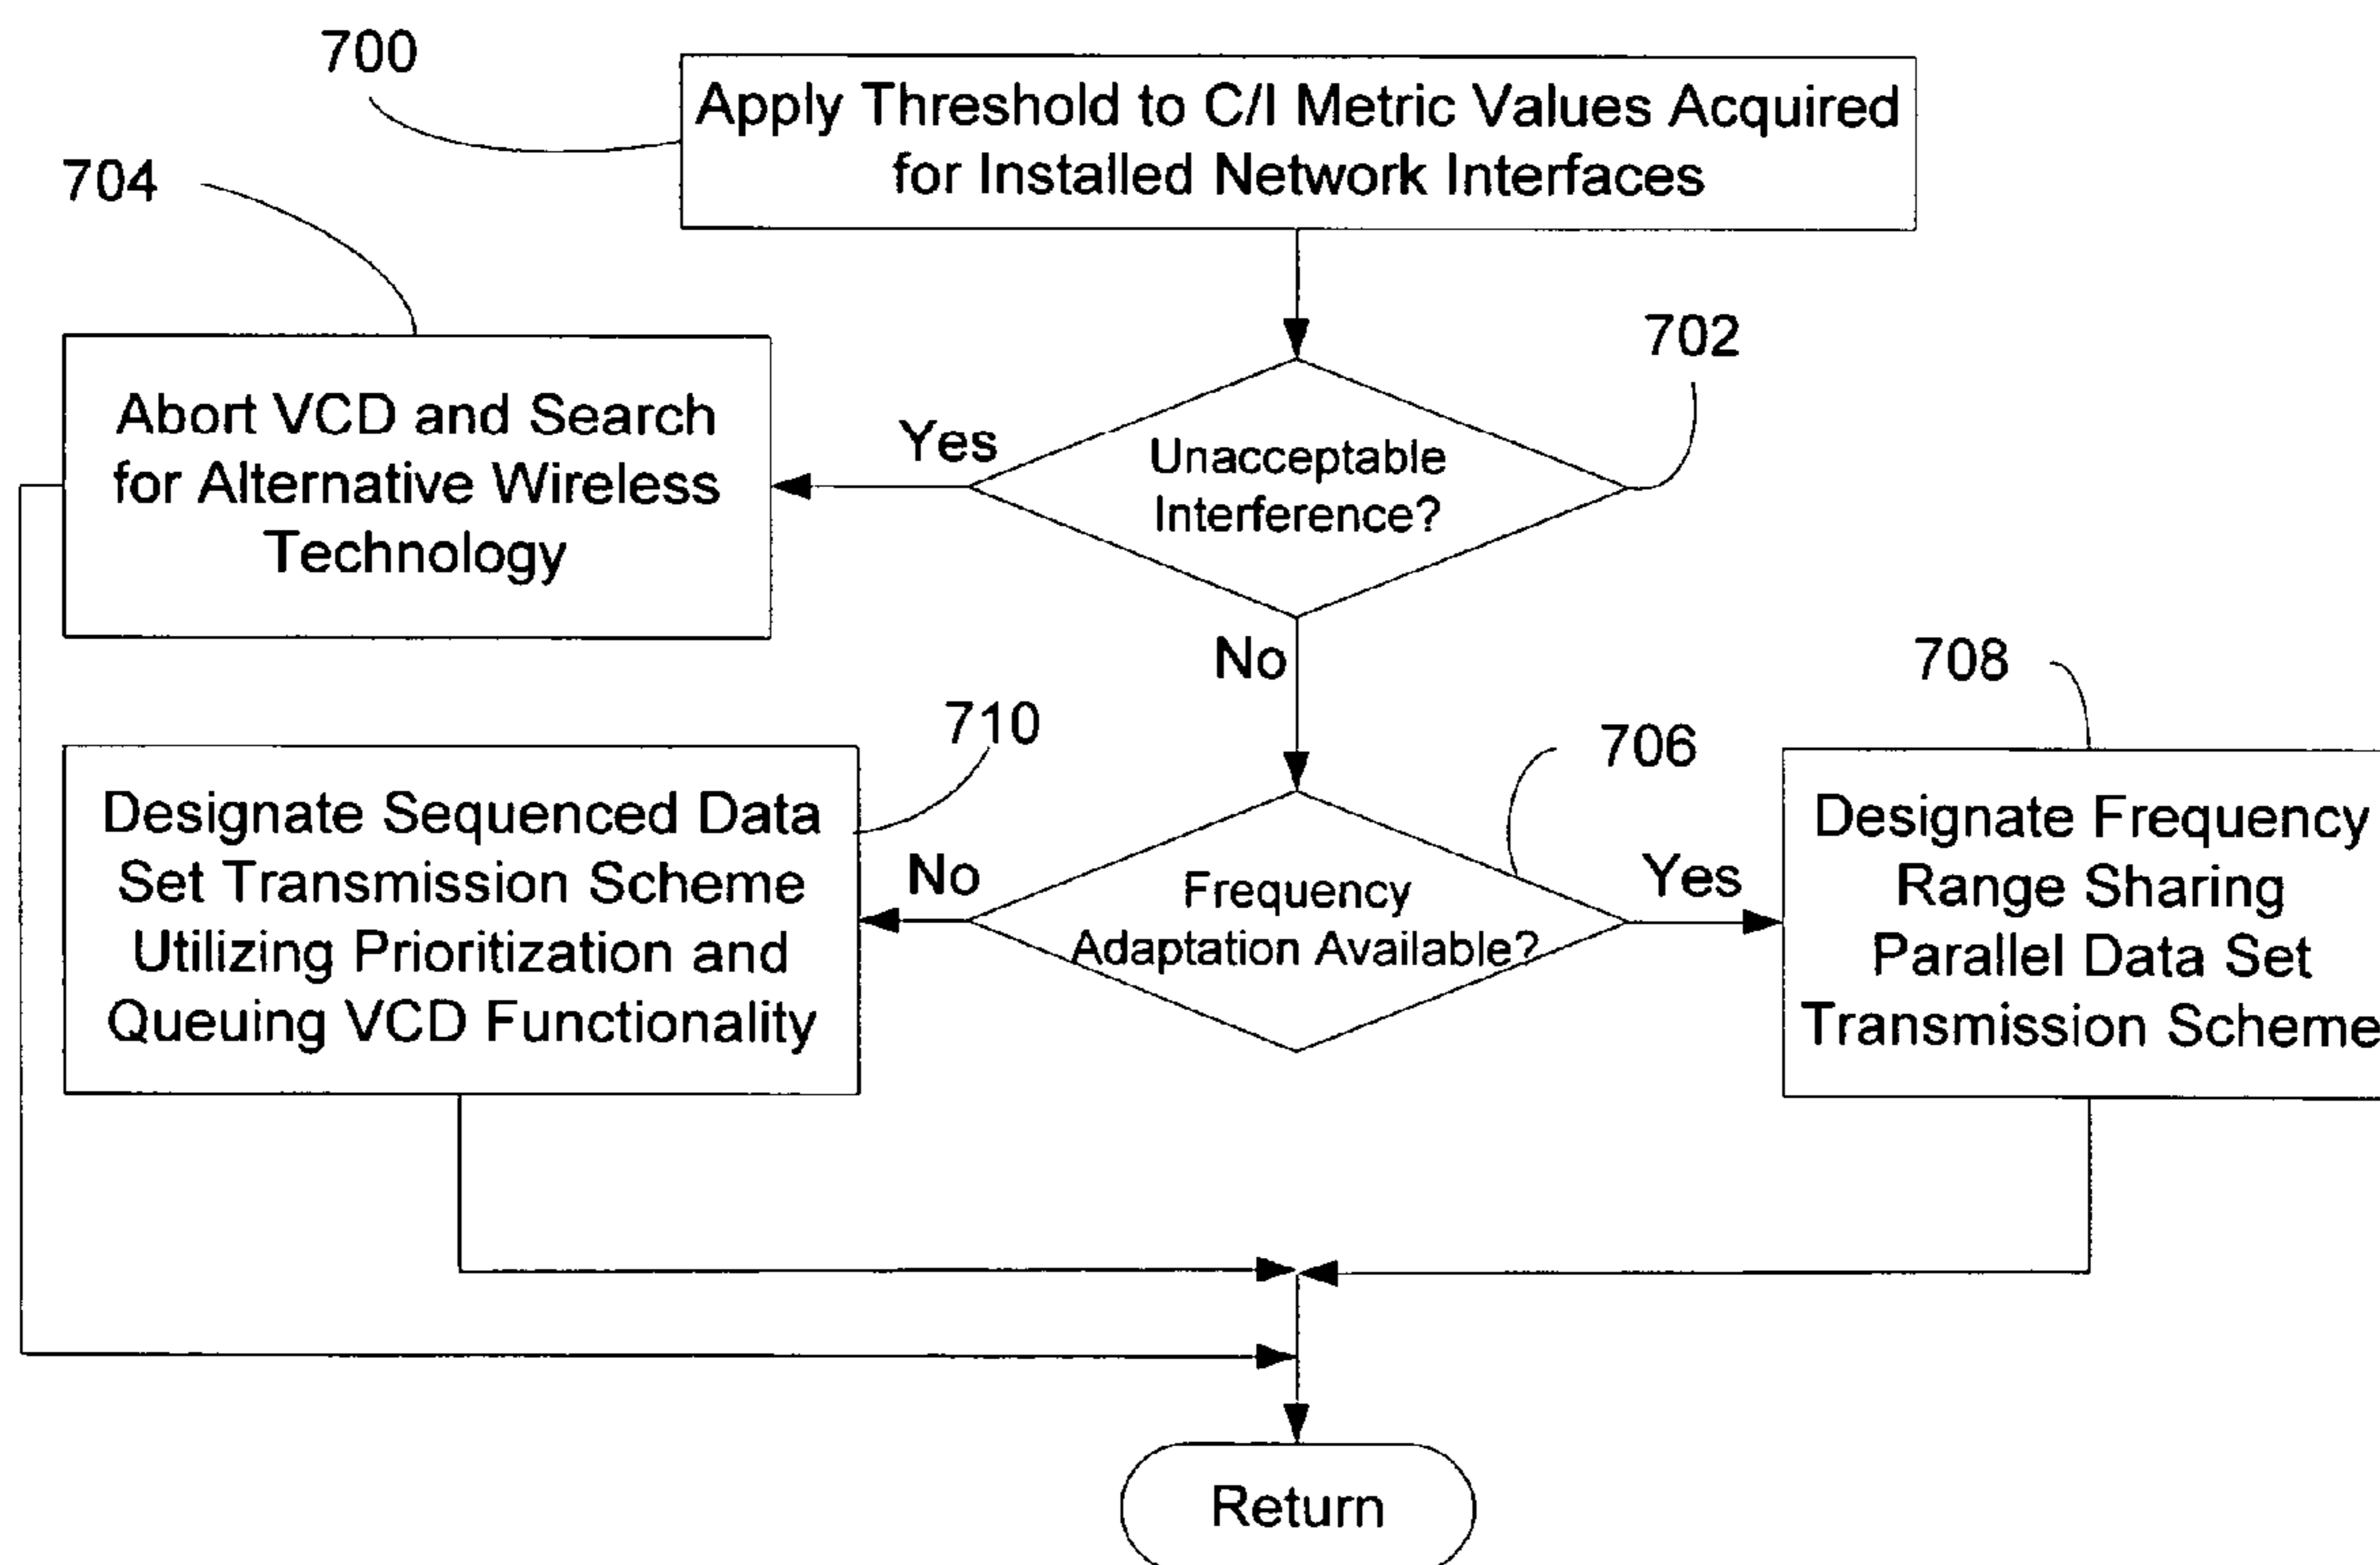 700
Apply Threshold to C/I Metric Values Acquired
for Installed Network Interfaces
704
702
Abort VCD and Search
for Alternative Wireless
Technology
Yes
Unacceptable
Interference?
No
708
710
706
Designate Sequenced Data
Set Transmission Scheme
Utilizing Prioritization and
Queuing VCD Functionality
No
Frequency
Adaptation Available?
Yes
Designate Frequency
Range Sharing
Parallel Data Set
Transmission Scheme
Return